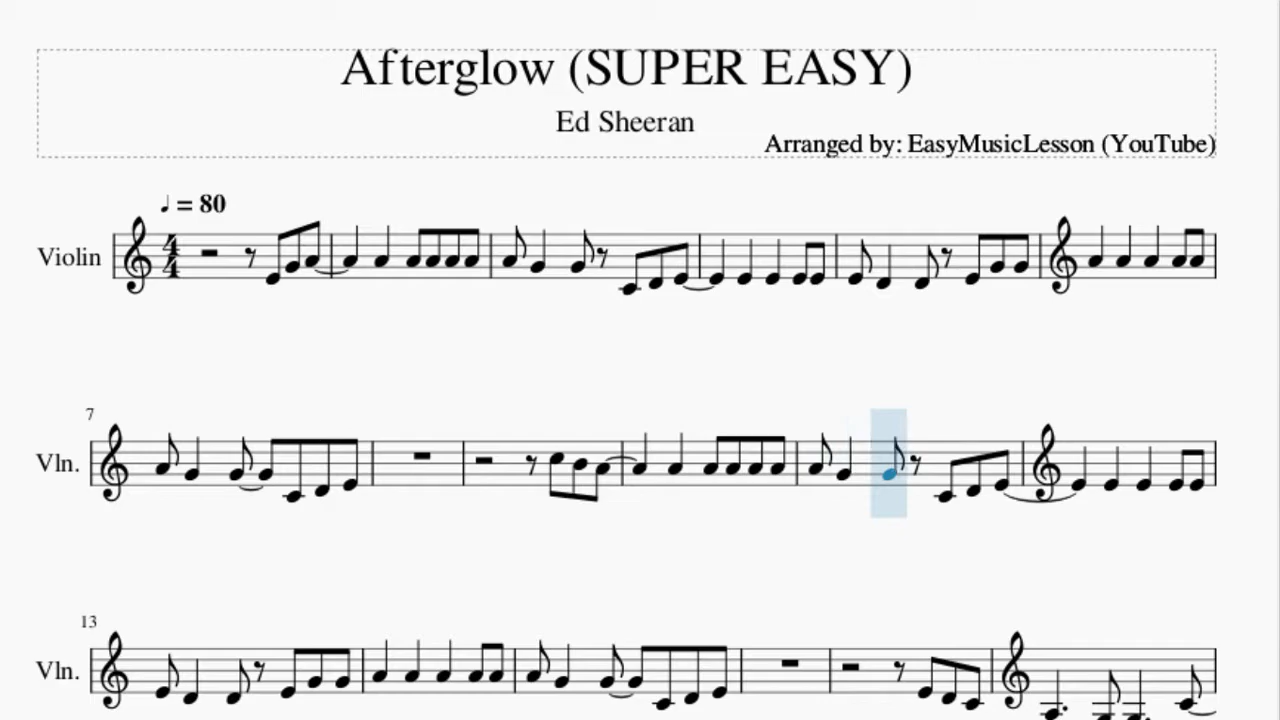 Afterglow (SUPER EASY)
Ed Sheeran
Arranged by: EasyMusicLesson (YouTube)
♩ = 80
Violin
4
4
7
Vln.
13
Vln.